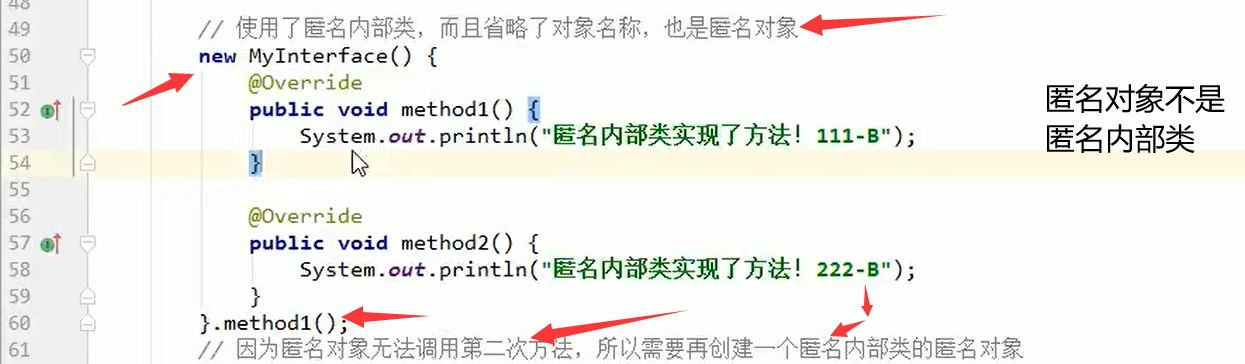 48
49 // 使用了匿名内部类，而且省略了对象名称，也是匿名对象
50 new MyInterface() {
51 @Override
52 public void method1() {
53 System.out.println("匿名内部类实现了方法！111-B");
54 }
55
56 @Override
57 public void method2() {
58 System.out.println("匿名内部类实现了方法！222-B");
59 }
60 }.method1();
61 // 因为匿名对象无法调用第二次方法，所以需要再创建一个匿名内部类的匿名对象
匿名对象不是
匿名内部类